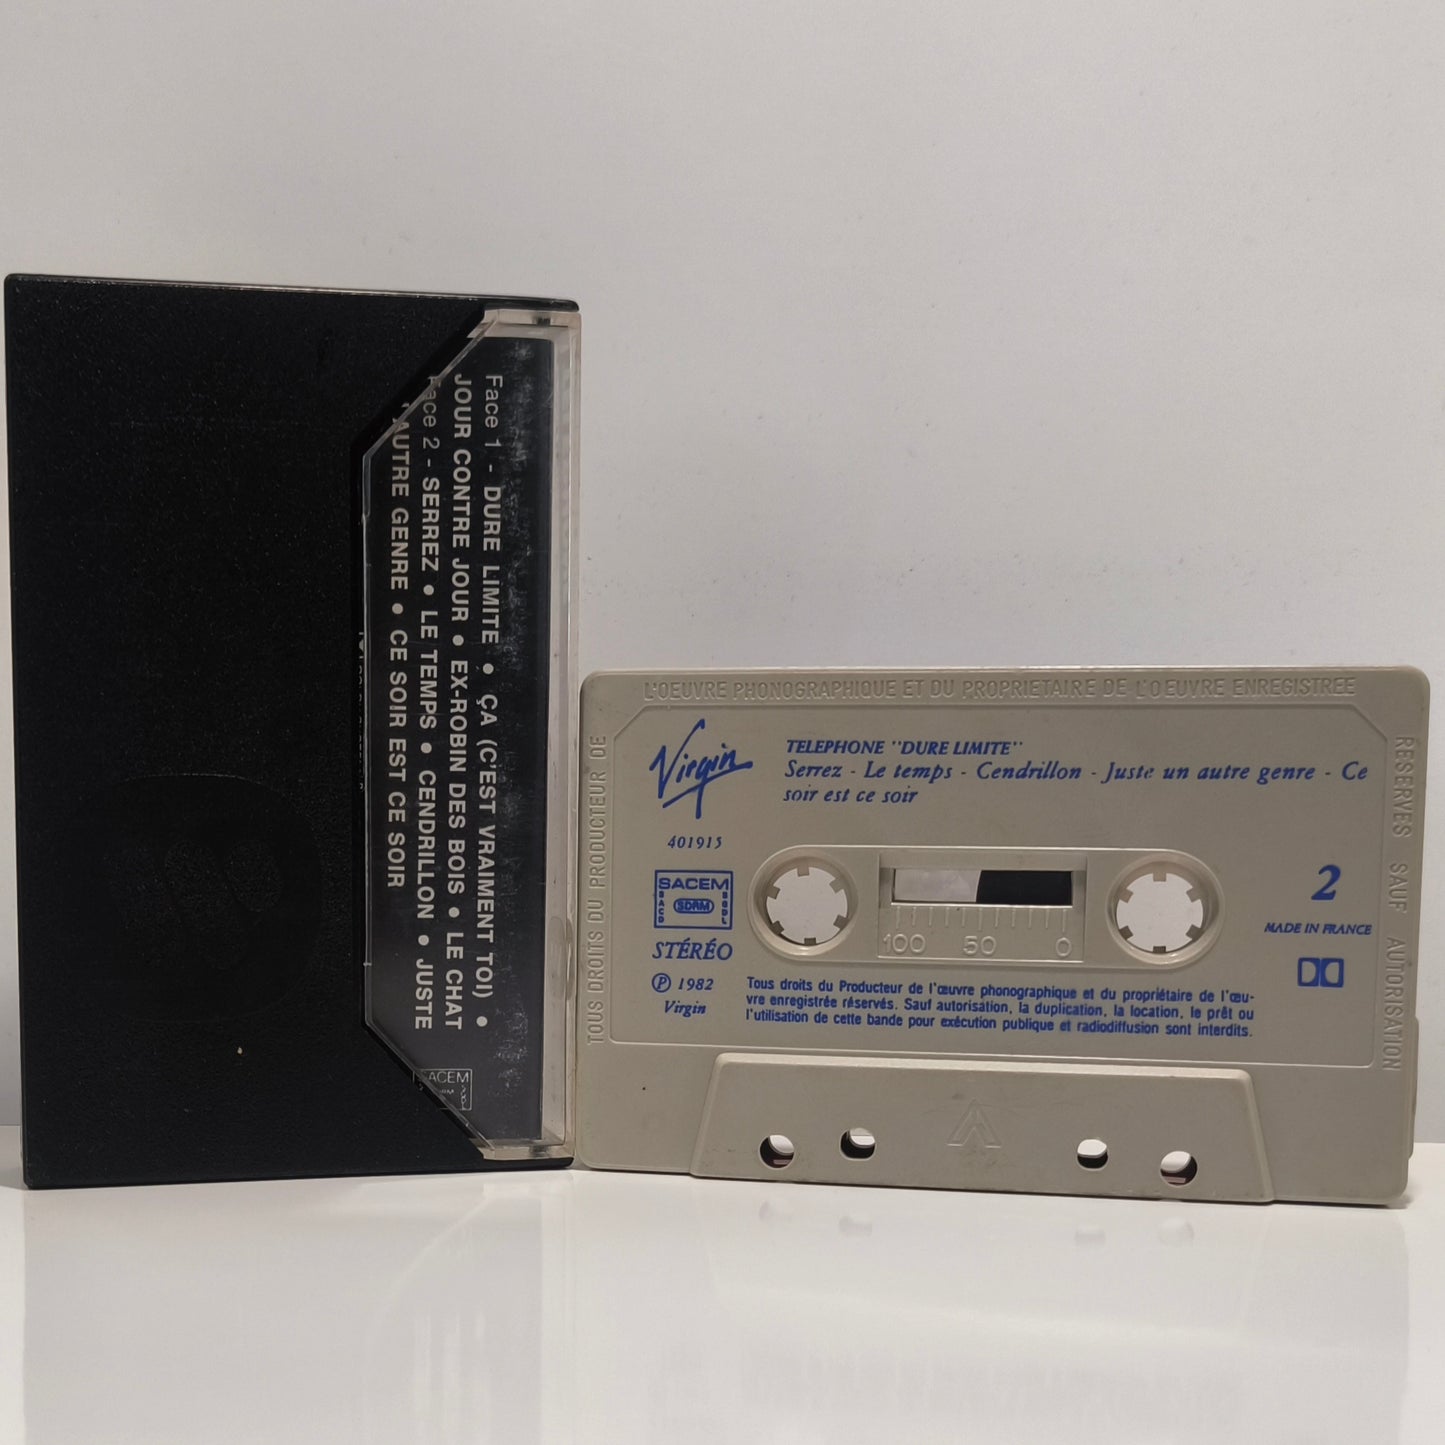 Face 1 - DURE LIMITE • ÇA (C'EST VRAIMENT TOI) •
JOUR CONTRE JOUR • EX-ROBIN DES BOIS • LE CHAT
Face 2 - SERREZ • LE TEMPS • CENDRILLON • JUSTE
AUTRE GENRE • CE SOIR EST CE SOIR
SACEM
L'OEUVRE PHONOGRAPHIQUE ET DU PROPRIETAIRE DE L'OEUVRE ENREGISTREE
RESERVES SAUF AUTORISATION
TOUS DROITS DU PRODUCTEUR DE
Virgin
TELEPHONE "DURE LIMITE"
Serrez - Le temps - Cendrillon - Juste un autre genre - Ce
soir est ce soir
401915
SACEM
SACD
SDRM
SGDL
STÉRÉO
℗ 1982
Virgin
100 50 0
2
MADE IN FRANCE
Tous droits du Producteur de l'œuvre phonographique et du propriétaire de l'œu-
vre enregistrée réservés. Sauf autorisation, la duplication, la location, le prêt ou
l'utilisation de cette bande pour exécution publique et radiodiffusion sont interdits.